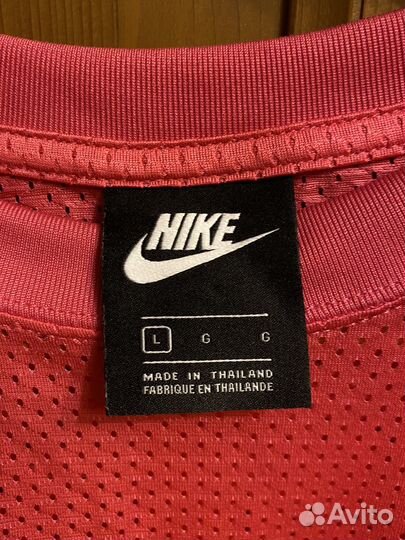 NIKE
L G G
MADE IN THAILAND
FABRIQUE EN THAILANDE
Avito